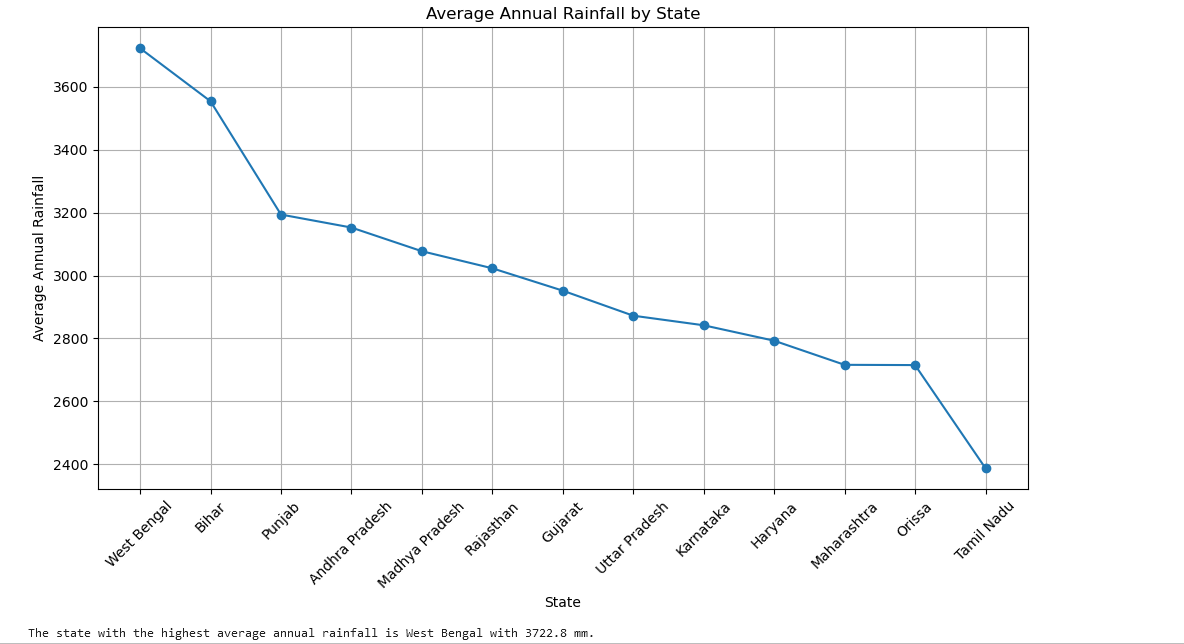 Average Annual Rainfall by State
Average Annual Rainfall
3600
3400
3200
3000
2800
2600
2400
West Bengal
Bihar
Punjab
Andhra Pradesh
Madhya Pradesh
Rajasthan
Gujarat
Uttar Pradesh
Karnataka
Haryana
Maharashtra
Orissa
Tamil Nadu
State
The state with the highest average annual rainfall is West Bengal with 3722.8 mm.